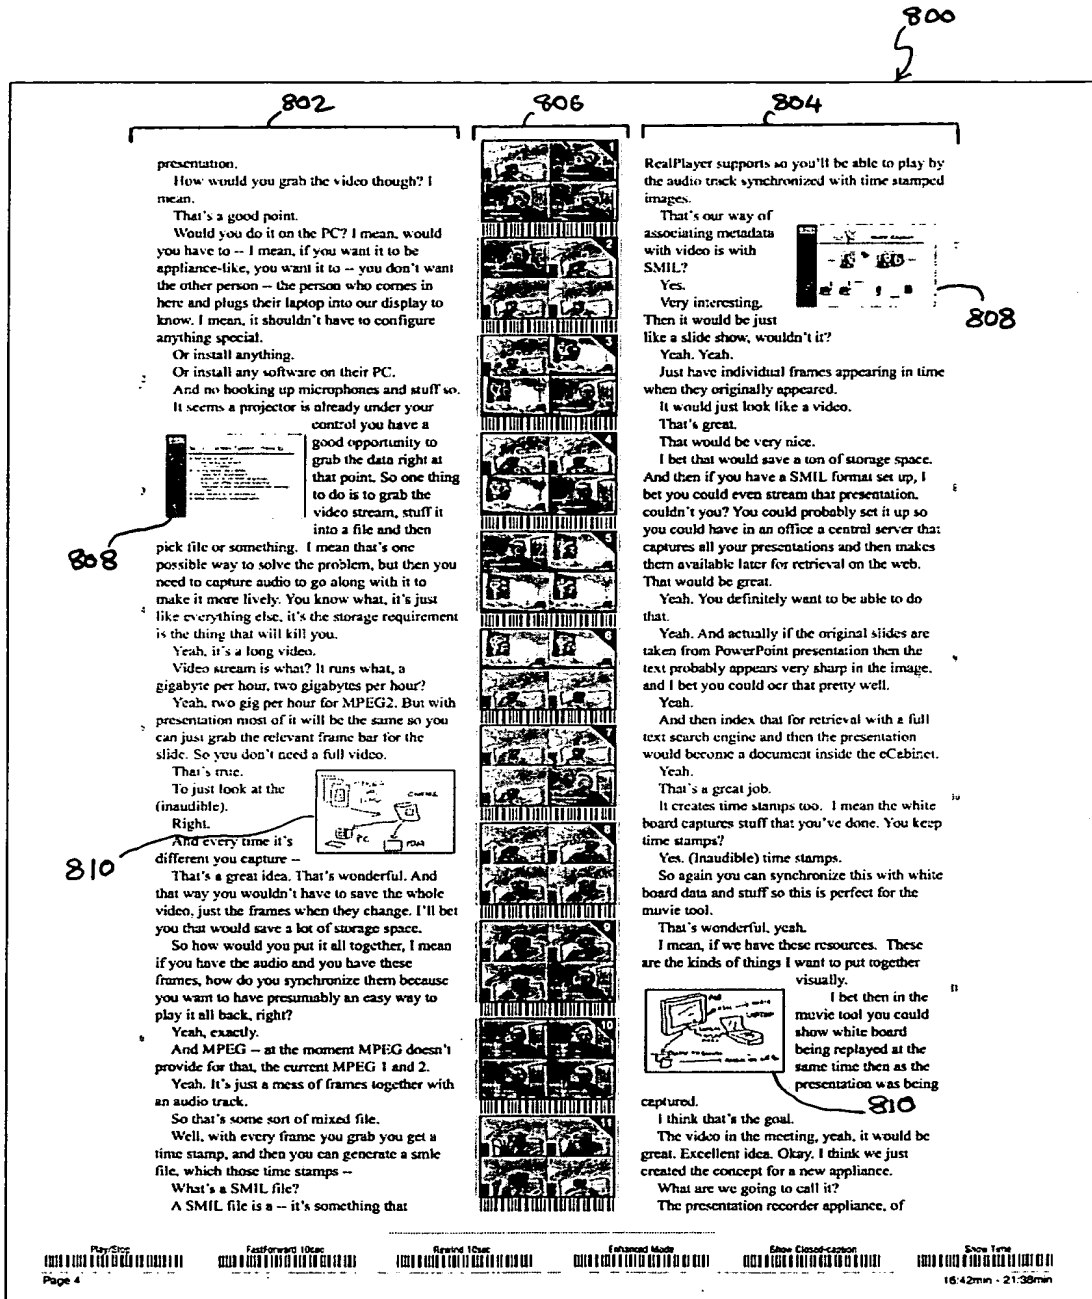 800
802
806
804
presentation.
How would you grab the video though? I
mean.
That's a good point.
Would you do it on the PC? I mean, would
you have to -- I mean, if you want it to be
appliance-like, you want it to -- you don't want
the other person -- the person who comes in
here and plugs their laptop into our display to
know. I mean, it shouldn't have to configure
anything special.
Or install anything.
Or install any software on their PC.
And no hooking up microphones and stuff so.
It seems a projector is already under your
control you have a
good opportunity to
grab the data right at
that point. So one thing
to do is to grab the
video stream, stuff it
into a file and then
808
pick file or something. I mean that's one
possible way to solve the problem, but then you
need to capture audio to go along with it to
make it more lively. You know what, it's just
like everything else, it's the storage requirement
is the thing that will kill you.
Yeah, it's a long video.
Video stream is what? It runs what, a
gigabyte per hour, two gigabytes per hour?
Yeah, two gig per hour for MPEG2. But with
presentation most of it will be the same so you
can just grab the relevant frame bar for the
slide. So you don't need a full video.
That's true.
To just look at the
(inaudible).
Right.
And every time it's
different you capture --
PC
PDA
810
That's a great idea. That's wonderful. And
that way you wouldn't have to save the whole
video, just the frames when they change. I'll bet
you that would save a lot of storage space.
So how would you put it all together, I mean
if you have the audio and you have these
frames, how do you synchronize them because
you want to have presumably an easy way to
play it all back, right?
Yeah, exactly.
And MPEG -- at the moment MPEG doesn't
provide for that, the current MPEG 1 and 2.
Yeah. It's just a mess of frames together with
an audio track.
So that's some sort of mixed file.
Well, with every frame you grab you get a
time stamp, and then you can generate a smle
file, which those time stamps --
What's a SMIL file?
A SMIL file is a -- it's something that
1
2
3
4
5
6
7
8
9
10
11
RealPlayer supports so you'll be able to play by
the audio track synchronized with time stamped
images.
That's our way of
associating metadata
with video is with
SMIL?
Yes.
Very interesting.
Then it would be just
808
like a slide show, wouldn't it?
Yeah. Yeah.
Just have individual frames appearing in time
when they originally appeared.
It would just look like a video.
That's great.
That would be very nice.
I bet that would save a ton of storage space.
And then if you have a SMIL format set up, I
bet you could even stream that presentation,
couldn't you? You could probably set it up so
you could have in an office a central server that
captures all your presentations and then makes
them available later for retrieval on the web.
That would be great.
Yeah. You definitely want to be able to do
that.
Yeah. And actually if the original slides are
taken from PowerPoint presentation then the
text probably appears very sharp in the image,
and I bet you could ocr that pretty well.
Yeah.
And then index that for retrieval with a full
text search engine and then the presentation
would become a document inside the eCabinet.
Yeah.
That's a great job.
It creates time stamps too. I mean the white
board captures stuff that you've done. You keep
time stamps?
Yes. (Inaudible) time stamps.
So again you can synchronize this with white
board data and stuff so this is perfect for the
muvie tool.
That's wonderful, yeah.
I mean, if we have these resources. These
are the kinds of things I want to put together
visually.
I bet then in the
muvie tool you could
show white board
being replayed at the
same time then as the
presentation was being
810
captured.
I think that's the goal.
The video in the meeting, yeah, it would be
great. Excellent idea. Okay. I think we just
created the concept for a new appliance.
What are we going to call it?
The presentation recorder appliance, of
Play/Stop
FastForward 10sec
Rewind 10sec
Enhanced Mode
Show Closed-caption
Show Time
Page 4
16:42min - 21:38min